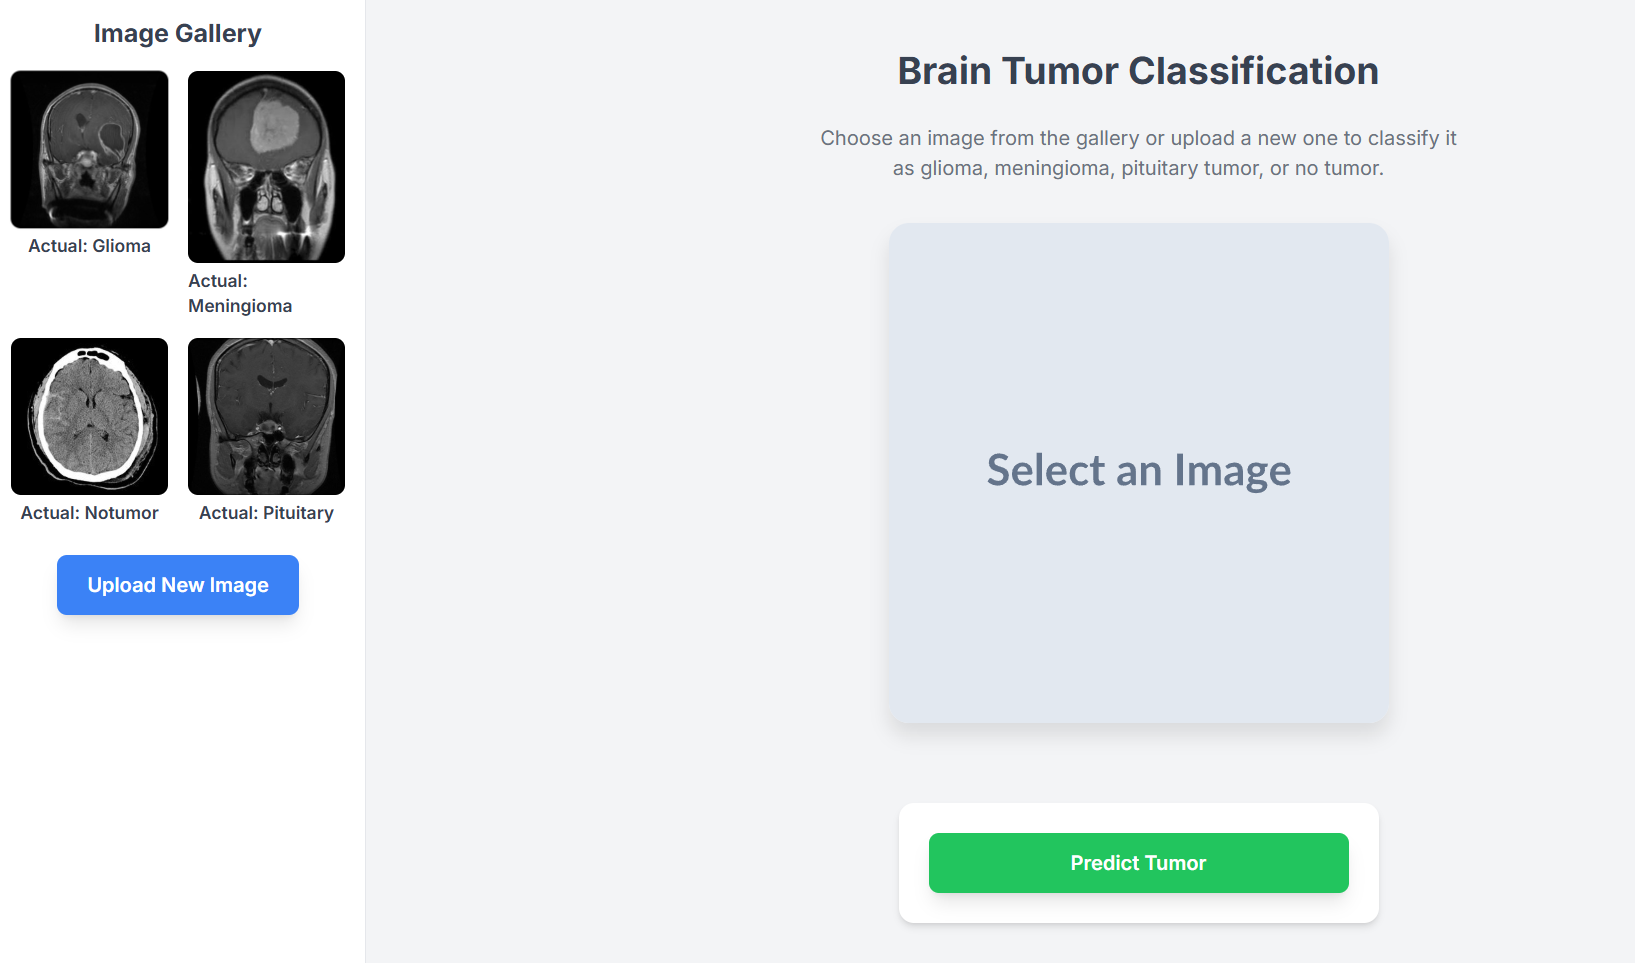 Image Gallery
Actual: Glioma
Actual:
Meningioma
Actual: Notumor
Actual: Pituitary
Upload New Image
Brain Tumor Classification
Choose an image from the gallery or upload a new one to classify it
as glioma, meningioma, pituitary tumor, or no tumor.
Select an Image
Predict Tumor